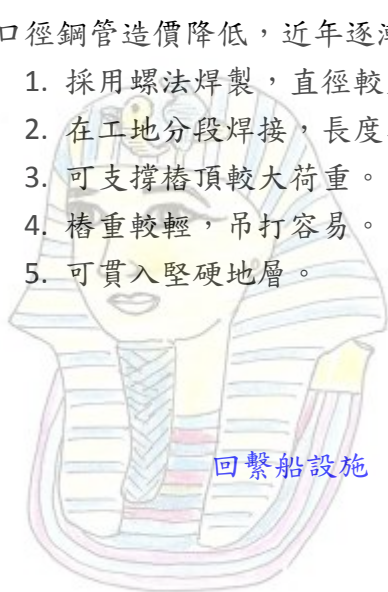 口徑鋼管造價降低，近年逐
1. 採用螺法焊製，直徑較
2. 在工地分段焊接，長度
3. 可支撐樁頂較大荷重。
4. 樁重較輕，吊打容易。
5. 可貫入堅硬地層。
回繫船設施